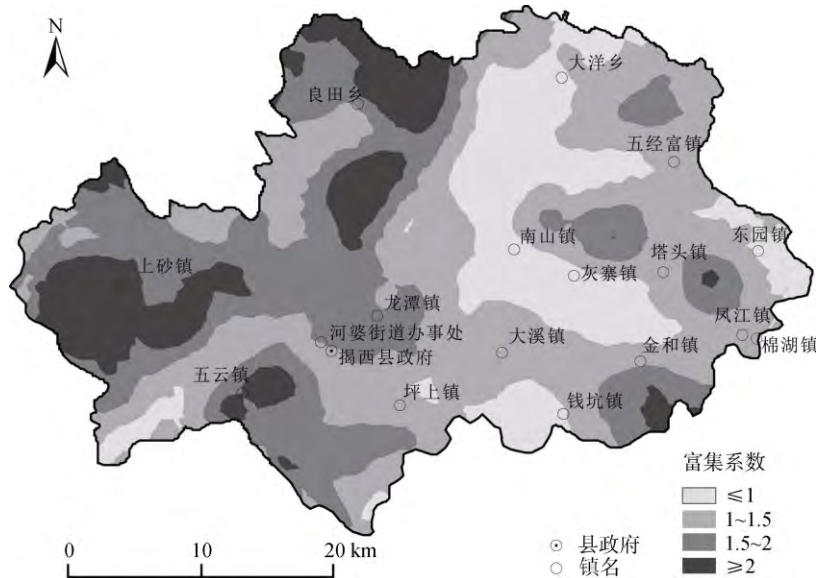 N
大洋乡
良田乡
五经富镇
南山镇
塔头镇
东园镇
上砂镇
灰寨镇
龙潭镇
凤江镇
河婆街道办事处
大溪镇
金和镇
棉湖镇
揭西县政府
五云镇
坪上镇
钱坑镇
富集系数
≤1
1~1.5
1.5~2
≥2
0 10 20 km
县政府
镇名